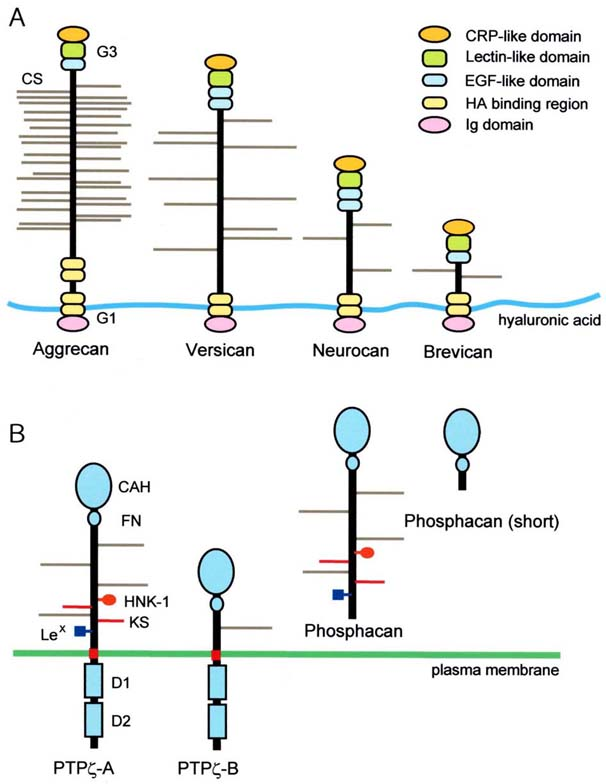 A
CRP-like domain
G3
Lectin-like domain
CS
EGF-like domain
HA binding region
Ig domain
G1
hyaluronic acid
Aggrecan
Versican
Neurocan
Brevican
B
CAH
FN
Phosphacan (short)
HNK-1
KS
Le^x
Phosphacan
plasma membrane
D1
D2
PTPζ-A
PTPζ-B